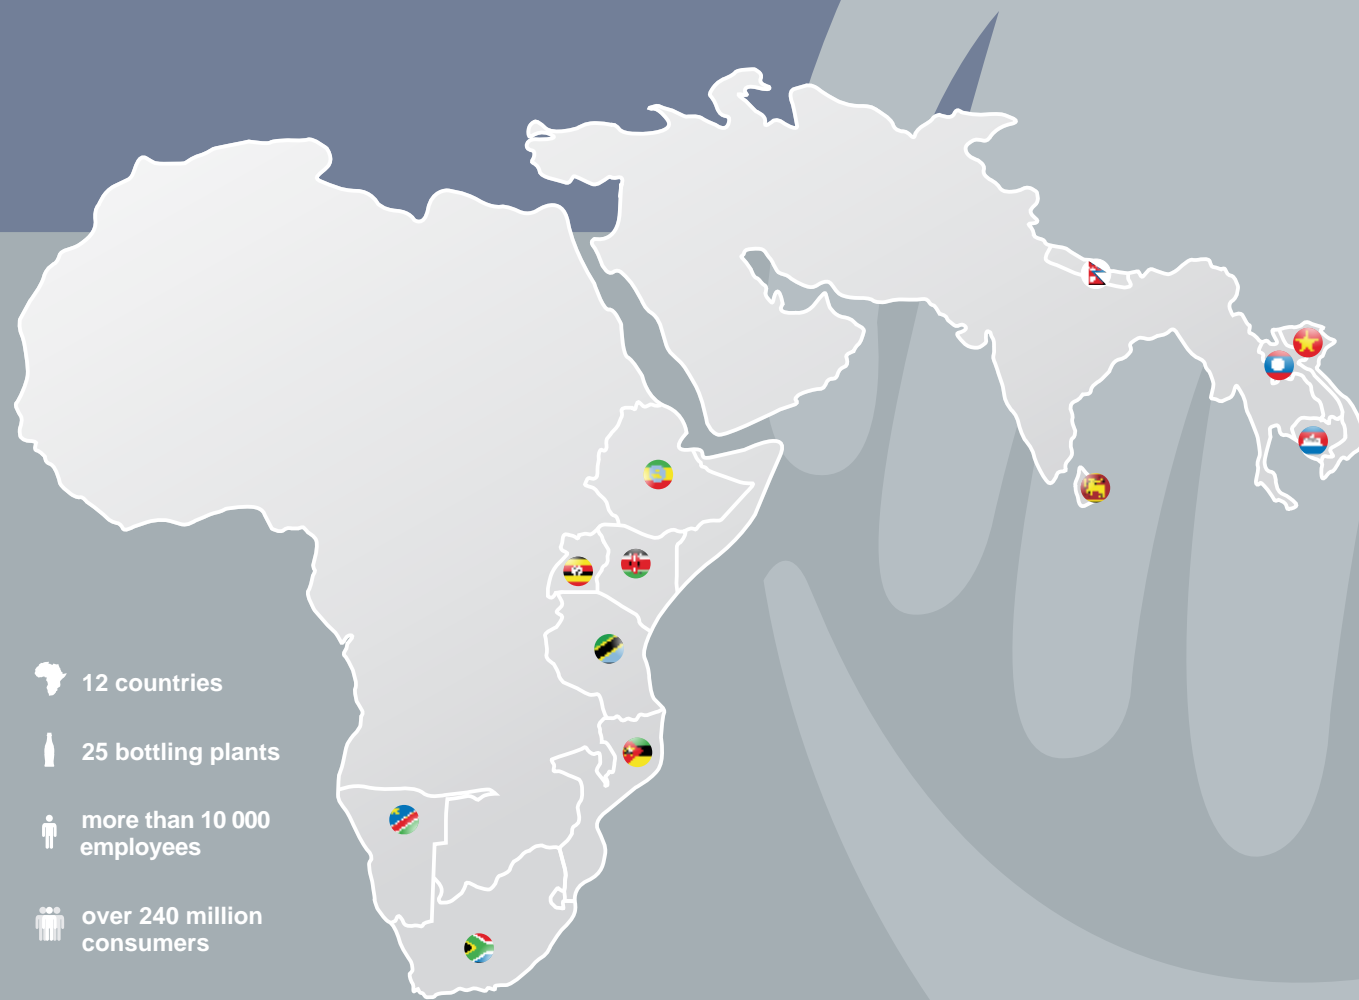 12 countries
25 bottling plants
more than 10 000
employees
over 240 million
consumers